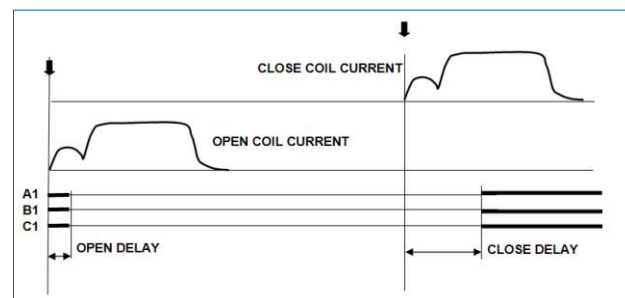 CLOSE COIL CURRENT
OPEN COIL CURRENT
A1
B1
C1
OPEN DELAY
CLOSE DELAY